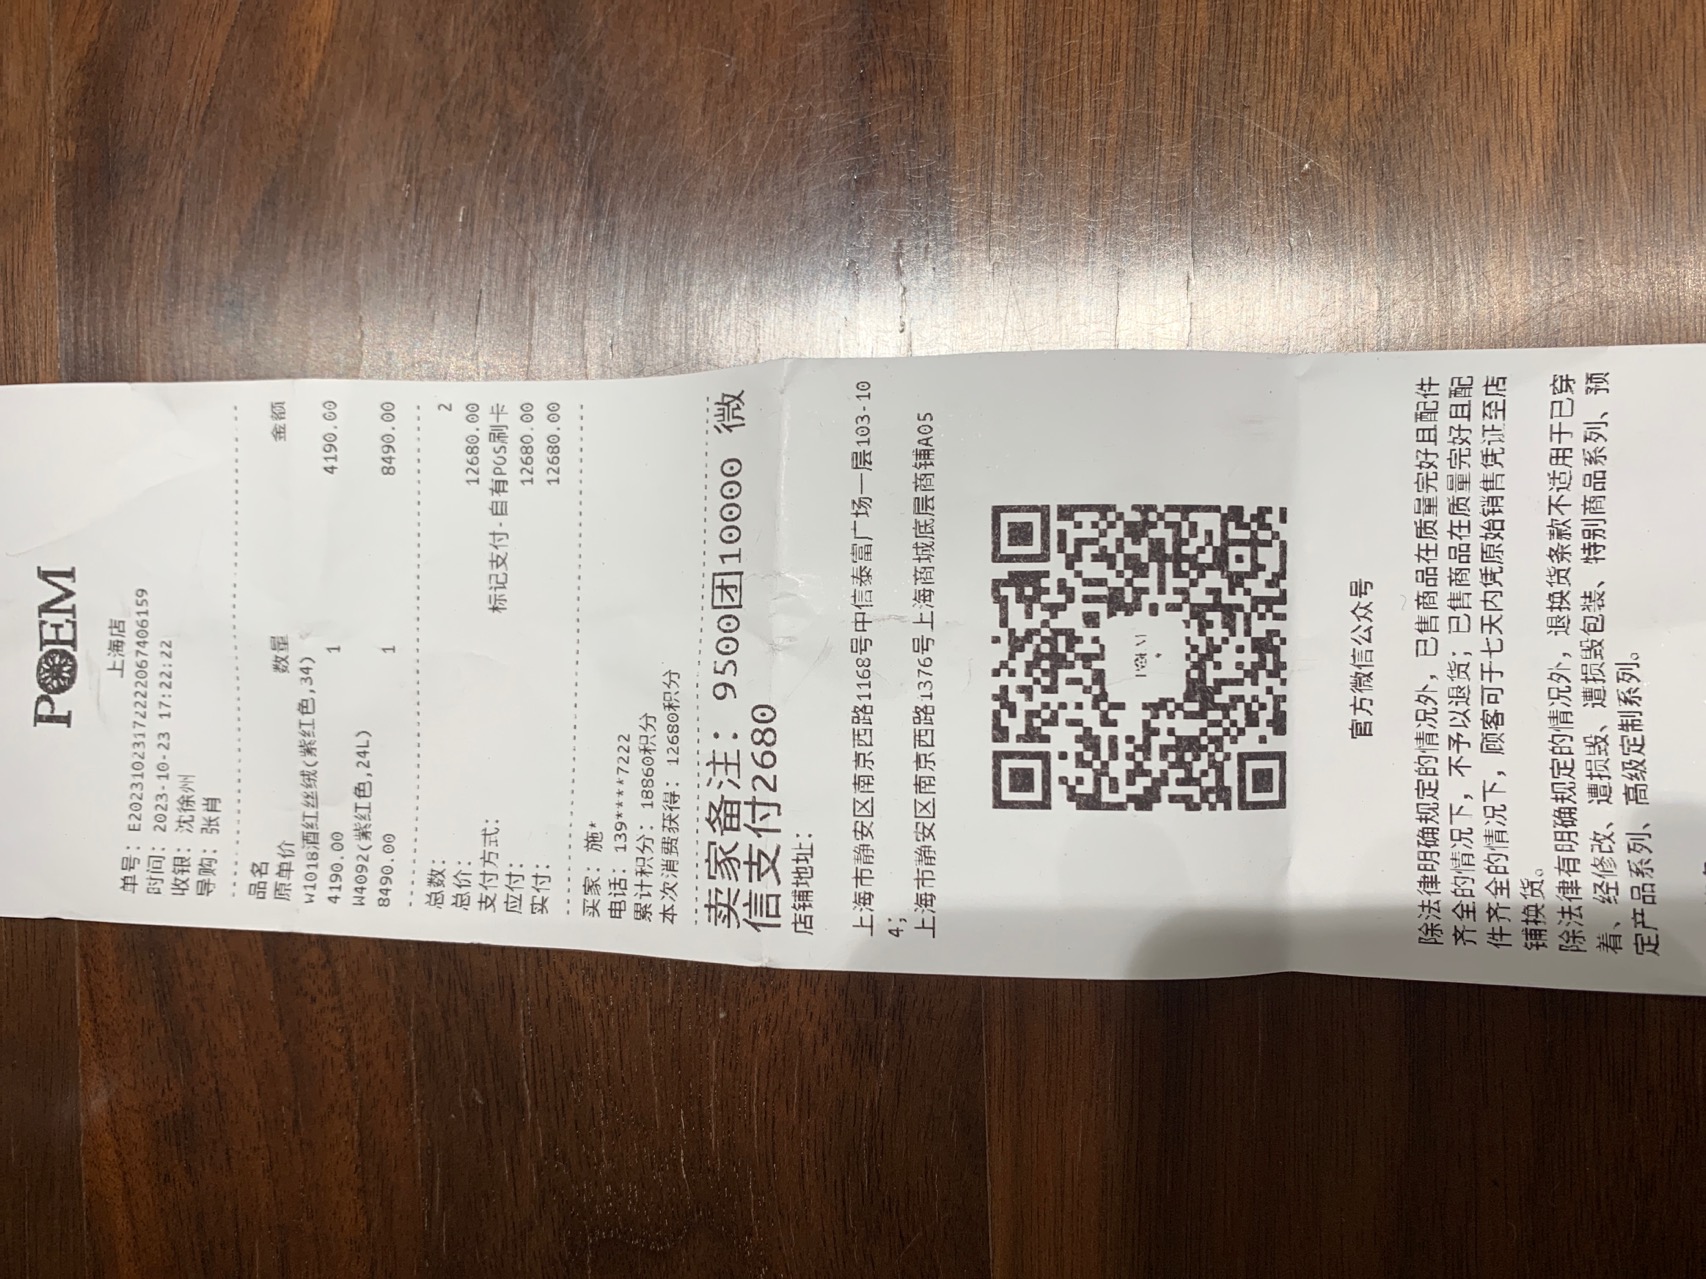 POEM
上海店
单号: E20231023172222067406159
时间: 2023-10-23 17:22:22
收银: 沈徐州
导购: 张肖
品名
原单价 数量 金额
W1018酒红丝绒(紫红色,34)
4190.00 1 4190.00
W4092(紫红色,24L)
8490.00 1 8490.00
总数: 2
总价: 12680.00
支付方式: 标记支付-自有POS刷卡
应付: 12680.00
实付: 12680.00
买家: 施*
电话: 139****7222
累计积分: 18860积分
本次消费获得: 12680积分
卖家备注: 9500团10000 微
信支付2680
店铺地址:
上海市静安区南京西路1168号中信泰富广场一层103-10
4;
上海市静安区南京西路1376号上海商城底层商铺A05
POEM
官方微信公众号
除法律明确规定的情况外, 已售商品在质量完好且配件
齐全的情况下, 不予以退货; 已售商品在质量完好且配
件齐全的情况下, 顾客可于七天内凭原始销售凭证至店
铺换货。
除法律有明确规定的情况外, 退换货条款不适用于已穿
着、经修改、遭损毁、遭损毁包装、特别商品系列、预
定产品系列、高级定制系列。